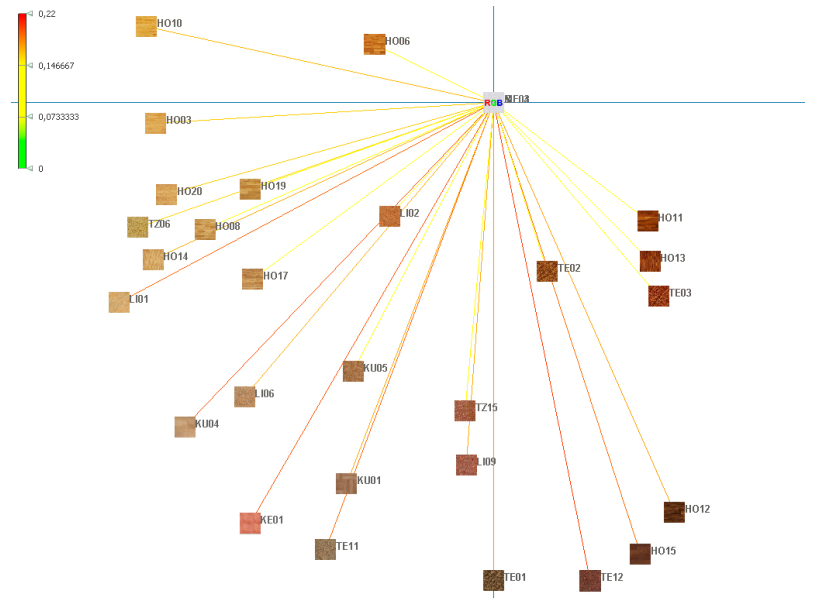 0,22
HO10
HO06
0,146667
RGB
0,0733333
HO03
0
HO19
HO20
LI02
HO11
TZ06
HO08
HO14
HO13
TE02
HO17
TE03
LI01
KU05
LI06
TZ15
KU04
LI09
KU01
HO12
KE01
TE11
HO15
TE01
TE12